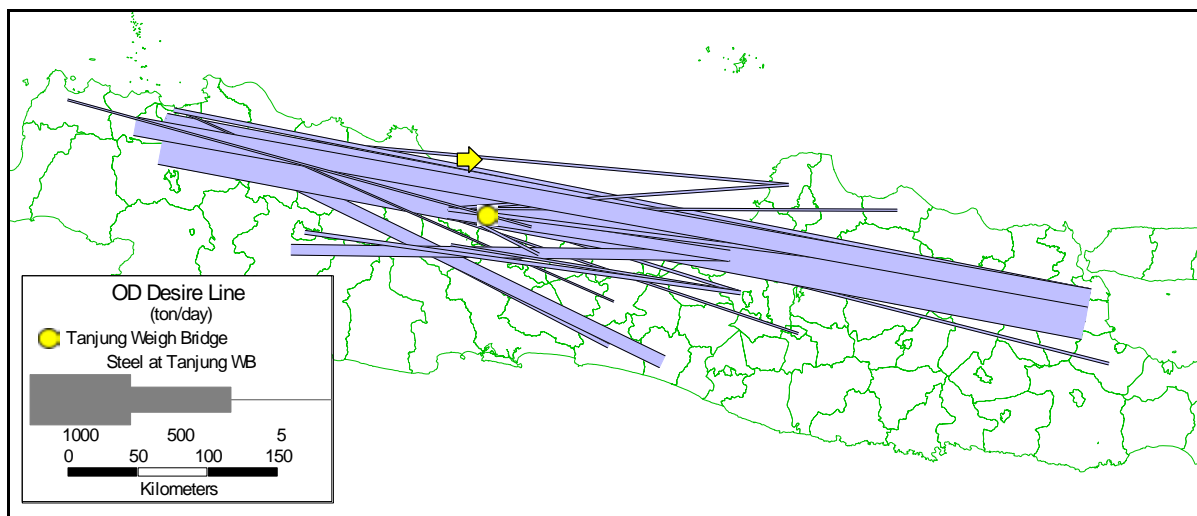 OD Desire Line
(ton/day)
Tanjung Weigh Bridge
Steel at Tanjung WB
1000 500 5
0 50 100 150
Kilometers